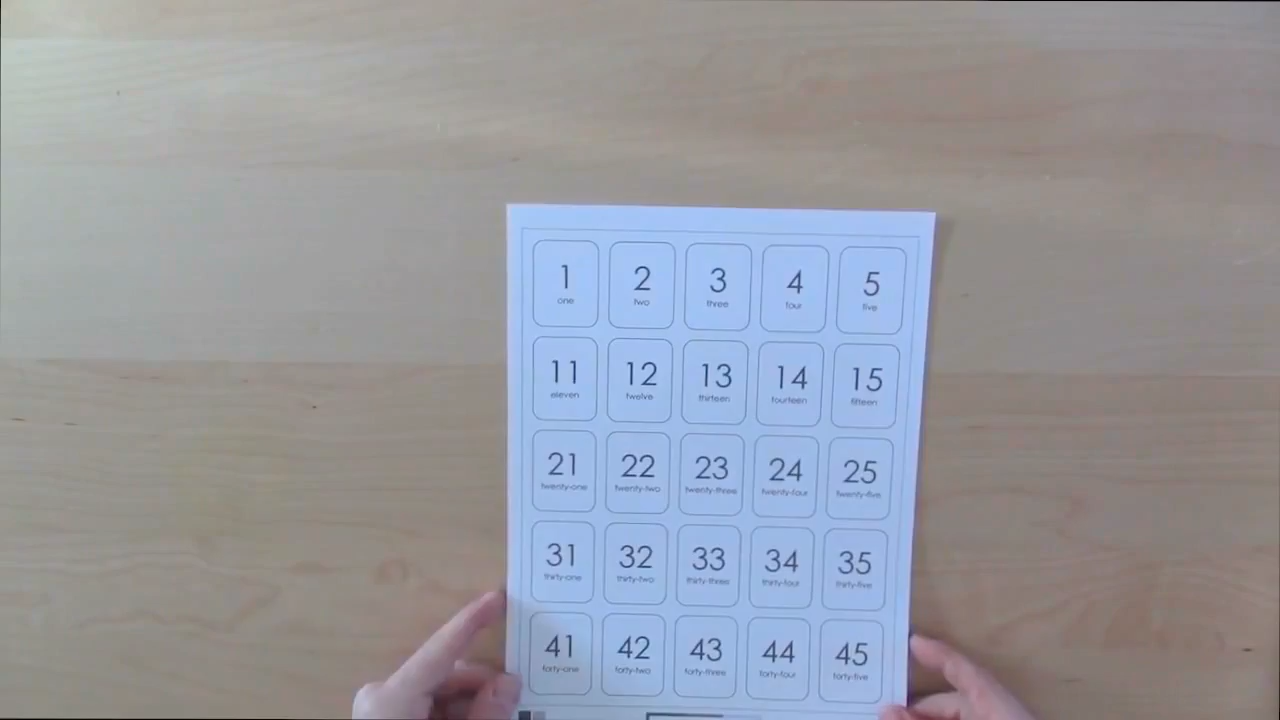 1 2 3 4 5
one two three four five
11 12 13 14 15
eleven twelve thirteen fourteen fifteen
21 22 23 24 25
twenty-one twenty-two twenty-three twenty-four twenty-five
31 32 33 34 35
thirty-one thirty-two thirty-three thirty-four thirty-five
41 42 43 44 45
forty-one forty-two forty-three forty-four forty-five